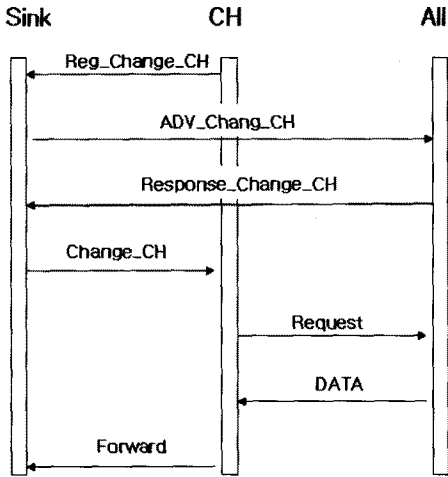 Sink CH All
Reg_Change_CH
ADV_Chang_CH
Response_Change_CH
Change_CH
Request
DATA
Forward